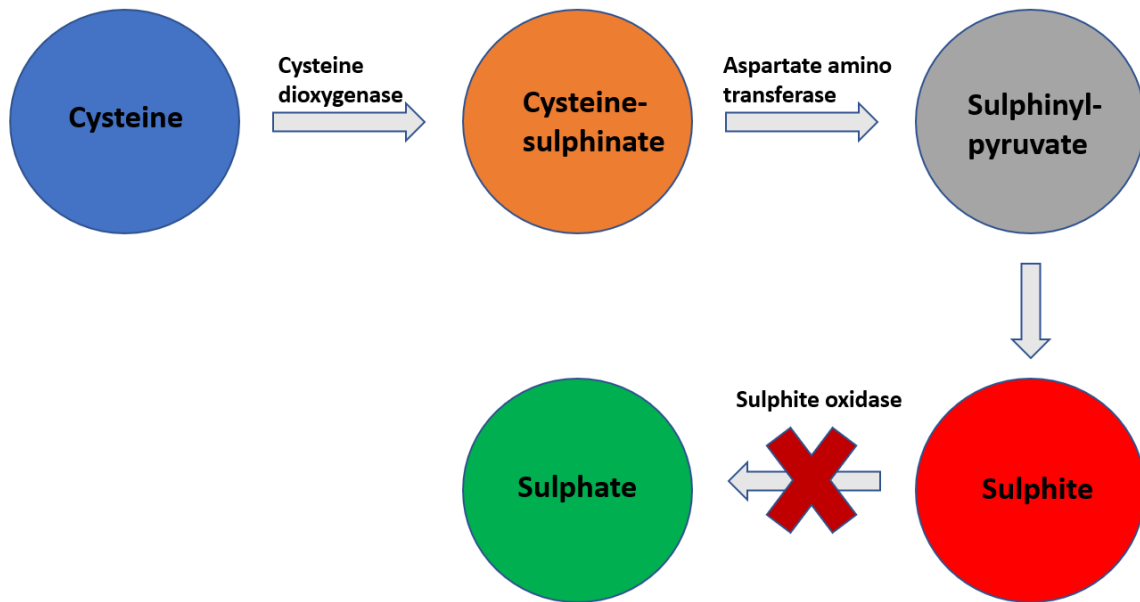 Cysteine
Cysteine
dioxygenase
Cysteine-
sulphinate
Aspartate amino
transferase
Sulphinyl-
pyruvate
Sulphite oxidase
Sulphate
Sulphite